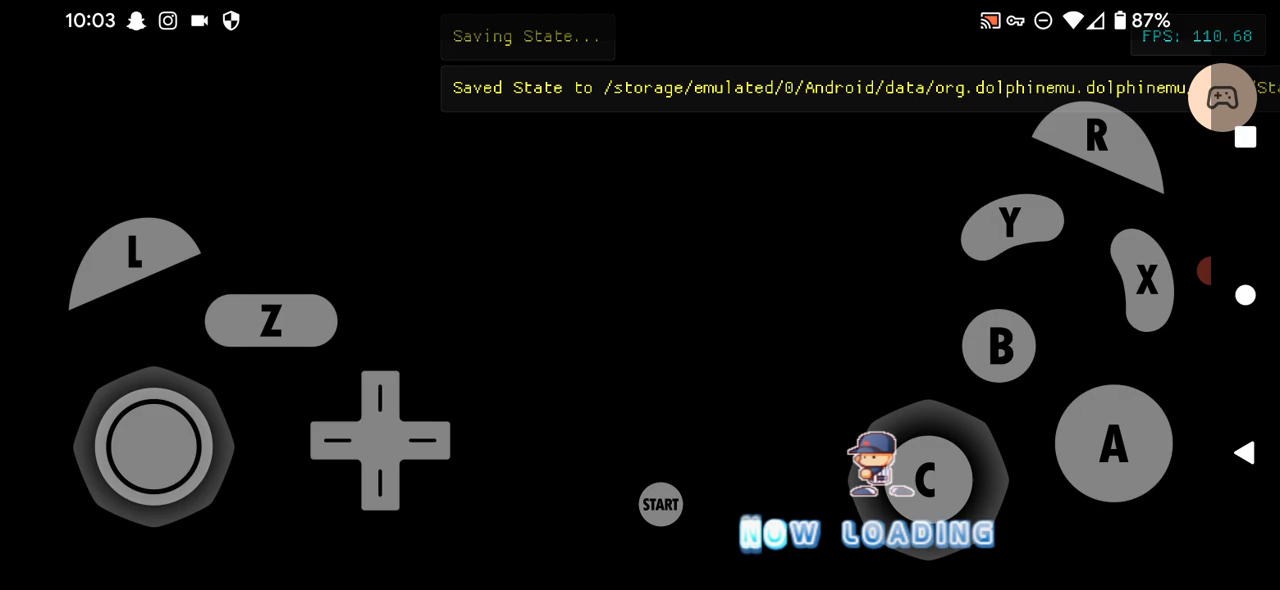 10:03
87%
Saving State...
FPS: 110.68
Saved State to /storage/emulated/0/Android/data/org.dolphinemu.dolphinemu
R
Y
L
X
Z
B
A
C
START
NOW LOADING